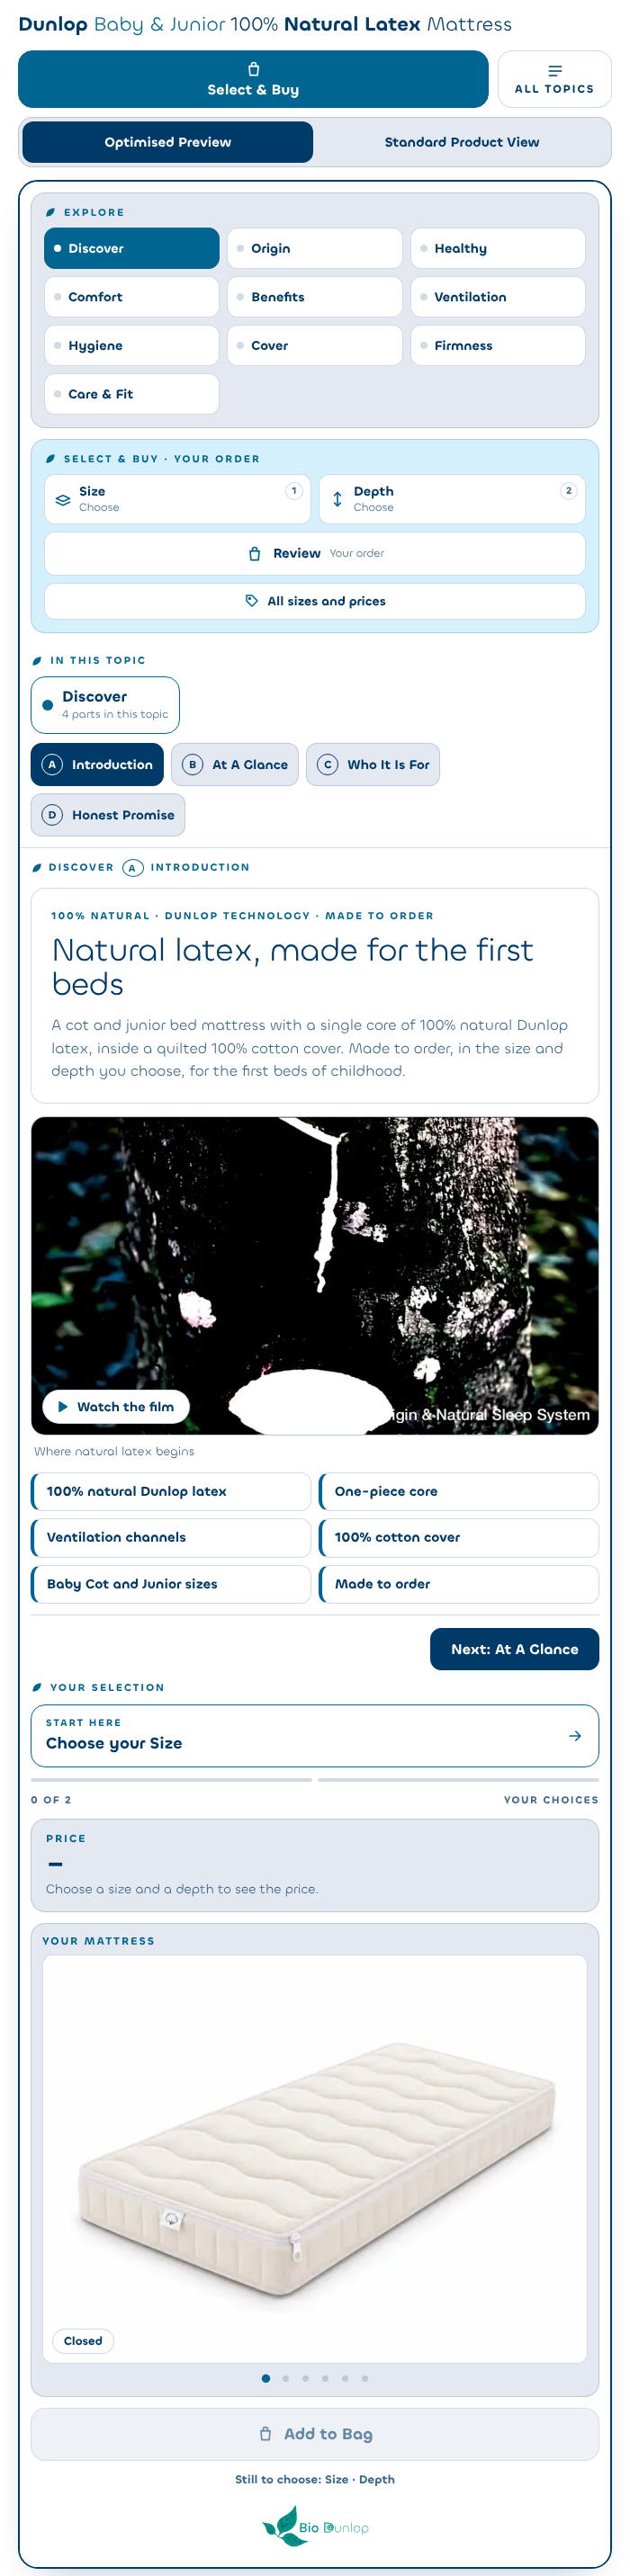 Dunlop Baby & Junior 100% Natural Latex Mattress
Select & Buy
ALL TOPICS
Optimised Preview
Standard Product View
EXPLORE
Discover
Origin
Healthy
Comfort
Benefits
Ventilation
Hygiene
Cover
Firmness
Care & Fit
SELECT & BUY · YOUR ORDER
Size
Choose
1
Depth
Choose
2
Review Your order
All sizes and prices
IN THIS TOPIC
Discover
4 parts in this topic
A Introduction
B At A Glance
C Who It Is For
D Honest Promise
DISCOVER A INTRODUCTION
100% NATURAL · DUNLOP TECHNOLOGY · MADE TO ORDER
Natural latex, made for the first
beds
A cot and junior bed mattress with a single core of 100% natural Dunlop
latex, inside a quilted 100% cotton cover. Made to order, in the size and
depth you choose, for the first beds of childhood.
Watch the film
& Natural Sleep System
Where natural latex begins
100% natural Dunlop latex
One-piece core
Ventilation channels
100% cotton cover
Baby Cot and Junior sizes
Made to order
Next: At A Glance
YOUR SELECTION
START HERE
Choose your Size
0 OF 2
YOUR CHOICES
PRICE
–
Choose a size and a depth to see the price.
YOUR MATTRESS
Closed
Add to Bag
Still to choose: Size · Depth
Bio Dunlop